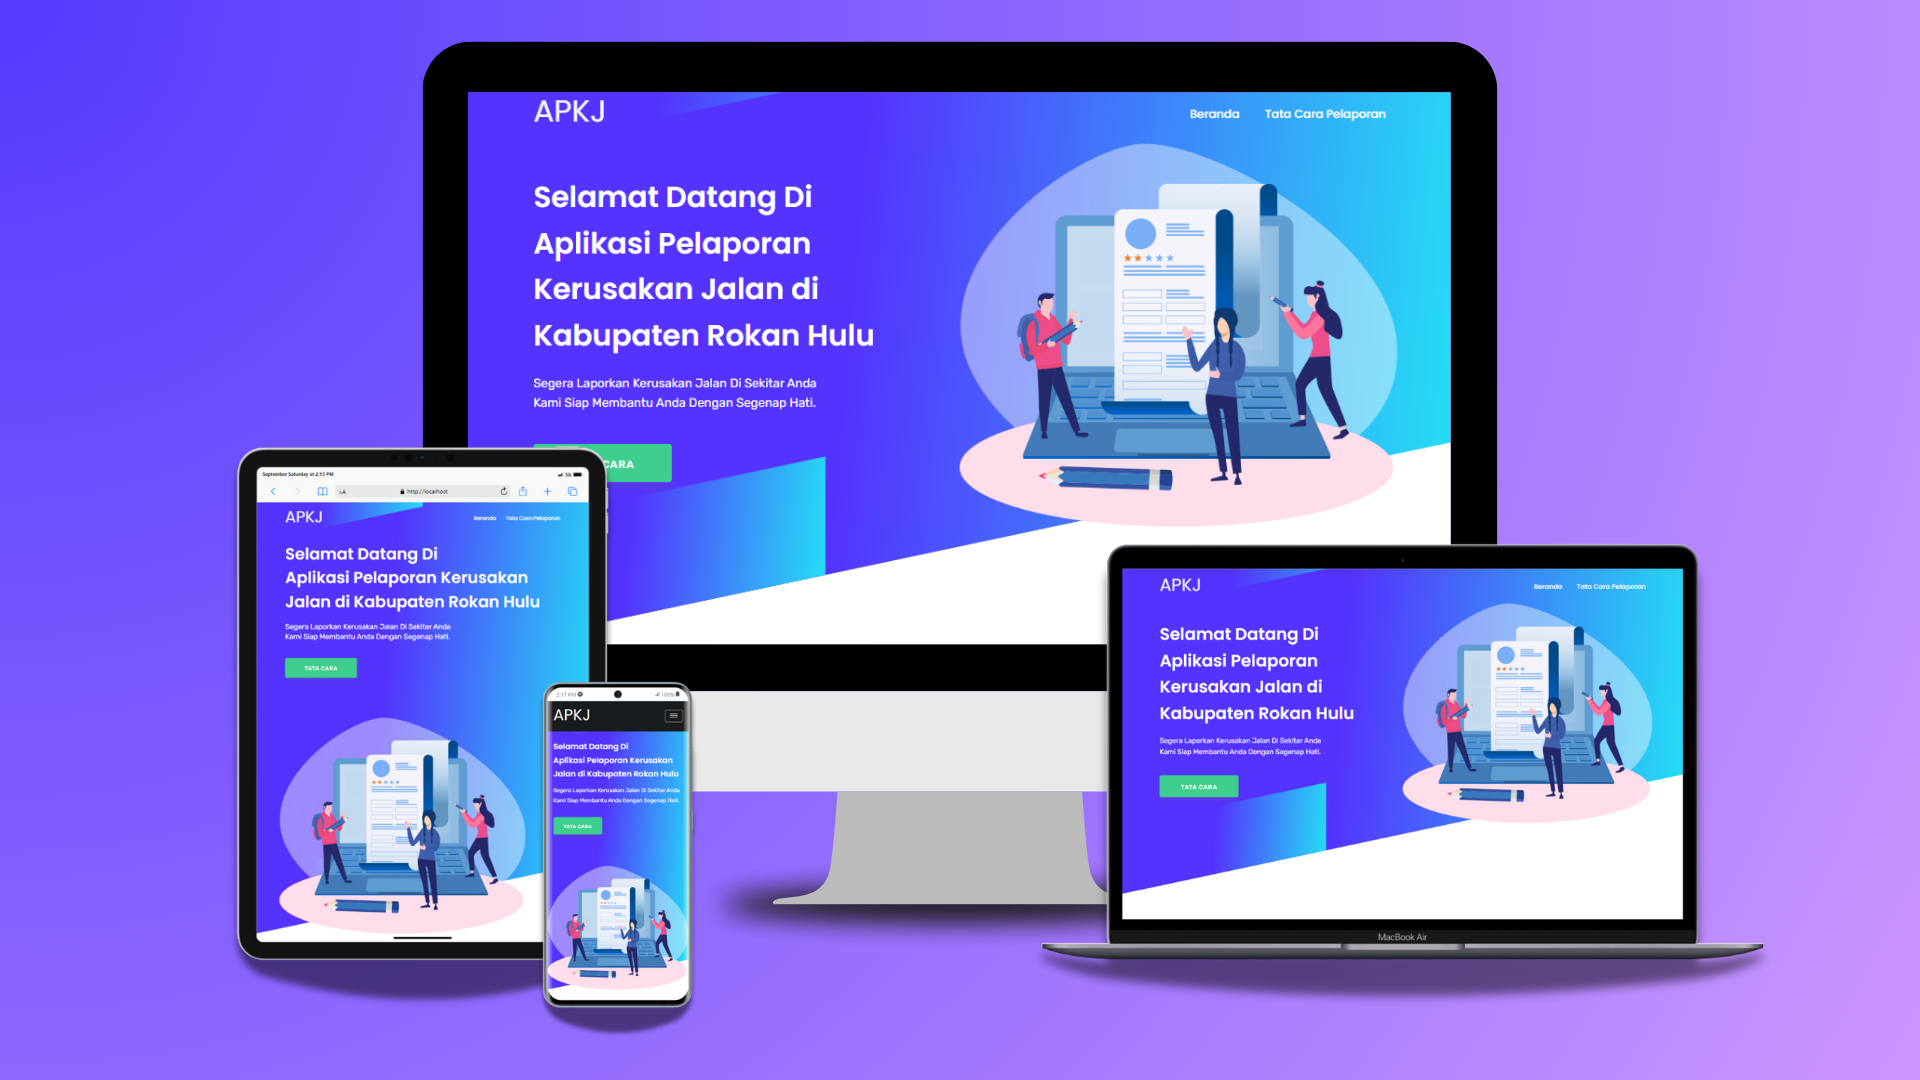 APKJ
Beranda Tata Cara Pelaporan
Selamat Datang Di
Aplikasi Pelaporan
Kerusakan Jalan di
Kabupaten Rokan Hulu
Segera Laporkan Kerusakan Jalan Di Sekitar Anda
Kami Siap Membantu Anda Dengan Segenap Hati.
CARA
September Saturday at 2:13 PM
5G
AA
http://localhost
APKJ
Beranda Tata Cara Pelaporan
Selamat Datang Di
Aplikasi Pelaporan Kerusakan
Jalan di Kabupaten Rokan Hulu
Segera Laporkan Kerusakan Jalan Di Sekitar Anda
Kami Siap Membantu Anda Dengan Segenap Hati.
TATA CARA
2:17 PM
100%
APKJ
Selamat Datang Di
Aplikasi Pelaporan Kerusakan
Jalan di Kabupaten Rokan Hulu
Segera Laporkan Kerusakan Jalan Di Sekitar Anda
Kami Siap Membantu Anda Dengan Segenap Hati.
TATA CARA
APKJ
Beranda Tata Cara Pelaporan
Selamat Datang Di
Aplikasi Pelaporan
Kerusakan Jalan di
Kabupaten Rokan Hulu
Segera Laporkan Kerusakan Jalan Di Sekitar Anda
Kami Siap Membantu Anda Dengan Segenap Hati.
TATA CARA
MacBook Air